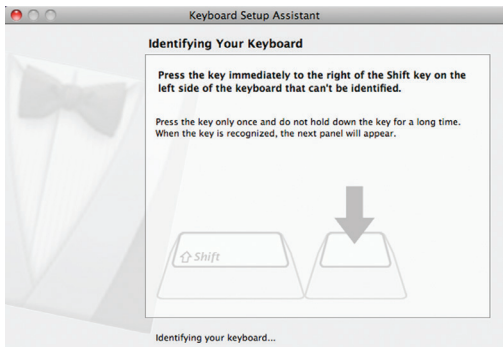 Keyboard Setup Assistant
Identifying Your Keyboard
Press the key immediately to the right of the Shift key on the
left side of the keyboard that can't be identified.
Press the key only once and do not hold down the key for a long time.
When the key is recognized, the next panel will appear.
Shift
Identifying your keyboard...